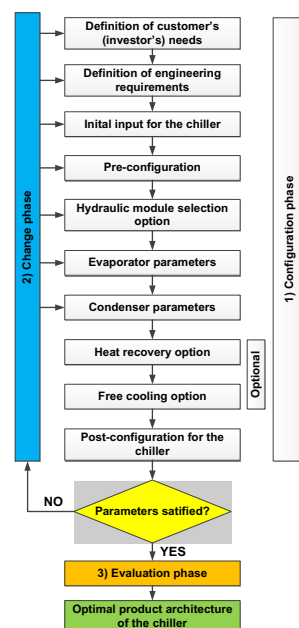 Definition of customer's
(investor's) needs
Definition of engineering
requirements
Inital input for the chiller
Pre-configuration
Hydraulic module selection
option
Evaporator parameters
Condenser parameters
Heat recovery option
Free cooling option
Post-configuration for the
chiller
2) Change phase
1) Configuration phase
Optional
NO
Parameters satified?
YES
3) Evaluation phase
Optimal product architecture
of the chiller